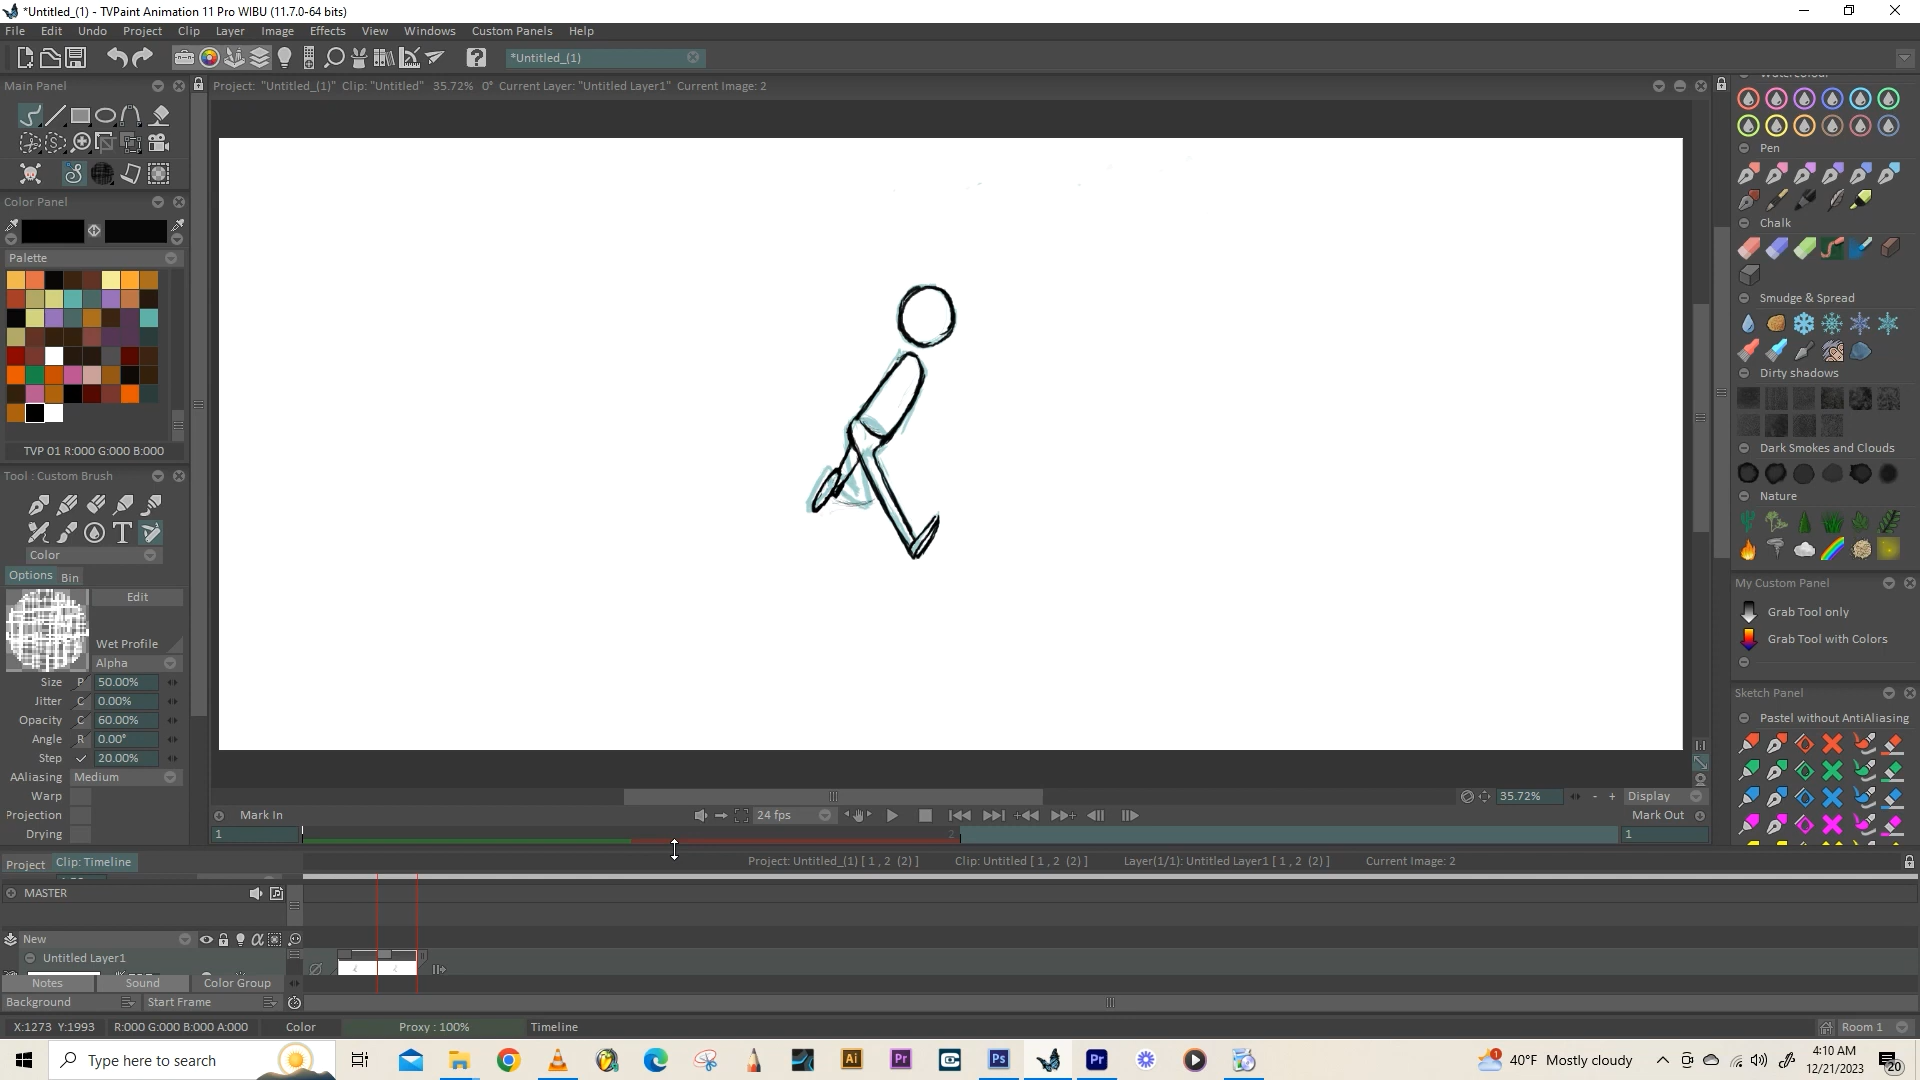 *Untitled_(1) - TVPaint Animation 11 Pro WIBU (11.7.0-64 bits)
File Edit Undo Project Clip Layer Image Effects View Windows Custom Panels Help
*Untitled_(1)
Main Panel
Project: "Untitled_(1)" Clip: "Untitled" 35.72% 0° Current Layer: "Untitled Layer1" Current Image: 2
Watercolour
Pen
Color Panel
Chalk
Palette
Smudge & Spread
Dirty shadows
TVP 01 R:000 G:000 B:000
Dark Smokes and Clouds
Tool : Custom Brush
Nature
Color
Options Bin
My Custom Panel
Edit
Grab Tool only
Wet Profile
Grab Tool with Colors
Alpha
Size P 50.00%
Sketch Panel
Jitter C 0.00%
Pastel without AntiAliasing
Opacity C 60.00%
Angle R 0.00°
Step 20.00%
AAliasing Medium
1:1
Warp
35.72% - + Display
Projection
Mark In 24 fps Mark Out
Drying
1 2 1
Project Clip: Timeline Project: Untitled_(1) [ 1 , 2 (2) ] Clip: Untitled [ 1 , 2 (2) ] Layer(1/1): Untitled Layer1 [ 1 , 2 (2) ] Current Image: 2
MASTER
New
Untitled Layer1
Notes Sound Color Group
Background Start Frame
X:1273 Y:1993 R:000 G:000 B:000 A:000 Color Proxy : 100% Timeline Room 1
Type here to search
Ai Pr Ps Pr
40°F Mostly cloudy
4:10 AM
12/21/2023
20